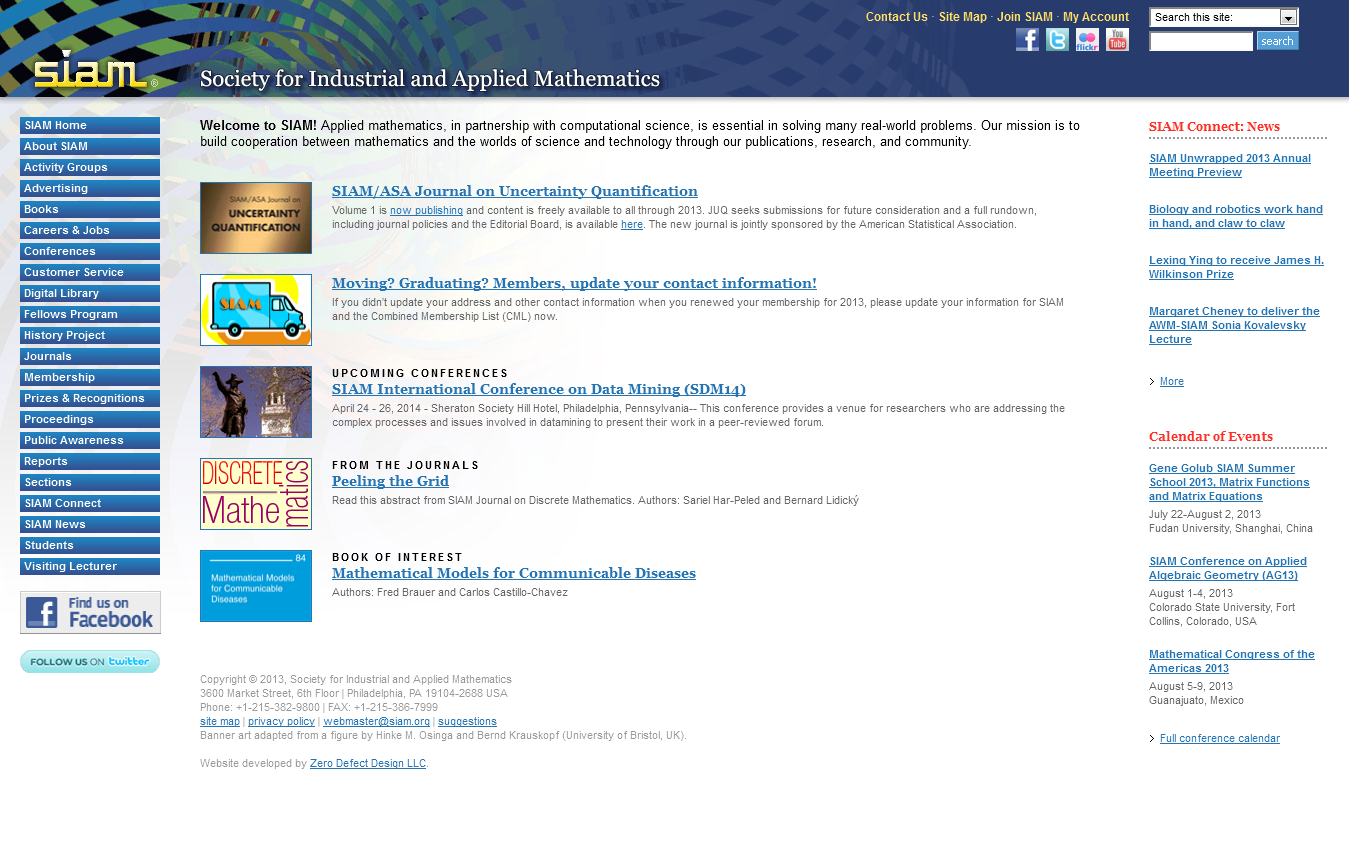 Contact Us · Site Map · Join SIAM · My Account
Search this site:
search
flickr
You Tube
siam®
Society for Industrial and Applied Mathematics
SIAM Home
About SIAM
Activity Groups
Advertising
Books
Careers & Jobs
Conferences
Customer Service
Digital Library
Fellows Program
History Project
Journals
Membership
Prizes & Recognitions
Proceedings
Public Awareness
Reports
Sections
SIAM Connect
SIAM News
Students
Visiting Lecturer
Find us on
Facebook
FOLLOW US ON twitter
Welcome to SIAM! Applied mathematics, in partnership with computational science, is essential in solving many real-world problems. Our mission is to
build cooperation between mathematics and the worlds of science and technology through our publications, research, and community.
SIAM/ASA Journal on
UNCERTAINTY
QUANTIFICATION
SIAM/ASA Journal on Uncertainty Quantification
Volume 1 is now publishing and content is freely available to all through 2013. JUQ seeks submissions for future consideration and a full rundown,
including journal policies and the Editorial Board, is available here. The new journal is jointly sponsored by the American Statistical Association.
SIAM
Moving? Graduating? Members, update your contact information!
If you didn't update your address and other contact information when you renewed your membership for 2013, please update your information for SIAM
and the Combined Membership List (CML) now.
UPCOMING CONFERENCES
SIAM International Conference on Data Mining (SDM14)
April 24 - 26, 2014 - Sheraton Society Hill Hotel, Philadelphia, Pennsylvania-- This conference provides a venue for researchers who are addressing the
complex processes and issues involved in datamining to present their work in a peer-reviewed forum.
DISCRETE
Mathe
matics
FROM THE JOURNALS
Peeling the Grid
Read this abstract from SIAM Journal on Discrete Mathematics. Authors: Sariel Har-Peled and Bernard Lidický
84
Mathematical Models
for Communicable
Diseases
BOOK OF INTEREST
Mathematical Models for Communicable Diseases
Authors: Fred Brauer and Carlos Castillo-Chavez
Copyright © 2013, Society for Industrial and Applied Mathematics
3600 Market Street, 6th Floor | Philadelphia, PA 19104-2688 USA
Phone: +1-215-382-9800 | FAX: +1-215-386-7999
site map | privacy policy | webmaster@siam.org | suggestions
Banner art adapted from a figure by Hinke M. Osinga and Bernd Krauskopf (University of Bristol, UK).
Website developed by Zero Defect Design LLC.
SIAM Connect: News
SIAM Unwrapped 2013 Annual
Meeting Preview
Biology and robotics work hand
in hand, and claw to claw
Lexing Ying to receive James H.
Wilkinson Prize
Margaret Cheney to deliver the
AWM-SIAM Sonia Kovalevsky
Lecture
More
Calendar of Events
Gene Golub SIAM Summer
School 2013, Matrix Functions
and Matrix Equations
July 22-August 2, 2013
Fudan University, Shanghai, China
SIAM Conference on Applied
Algebraic Geometry (AG13)
August 1-4, 2013
Colorado State University, Fort
Collins, Colorado, USA
Mathematical Congress of the
Americas 2013
August 5-9, 2013
Guanajuato, Mexico
Full conference calendar